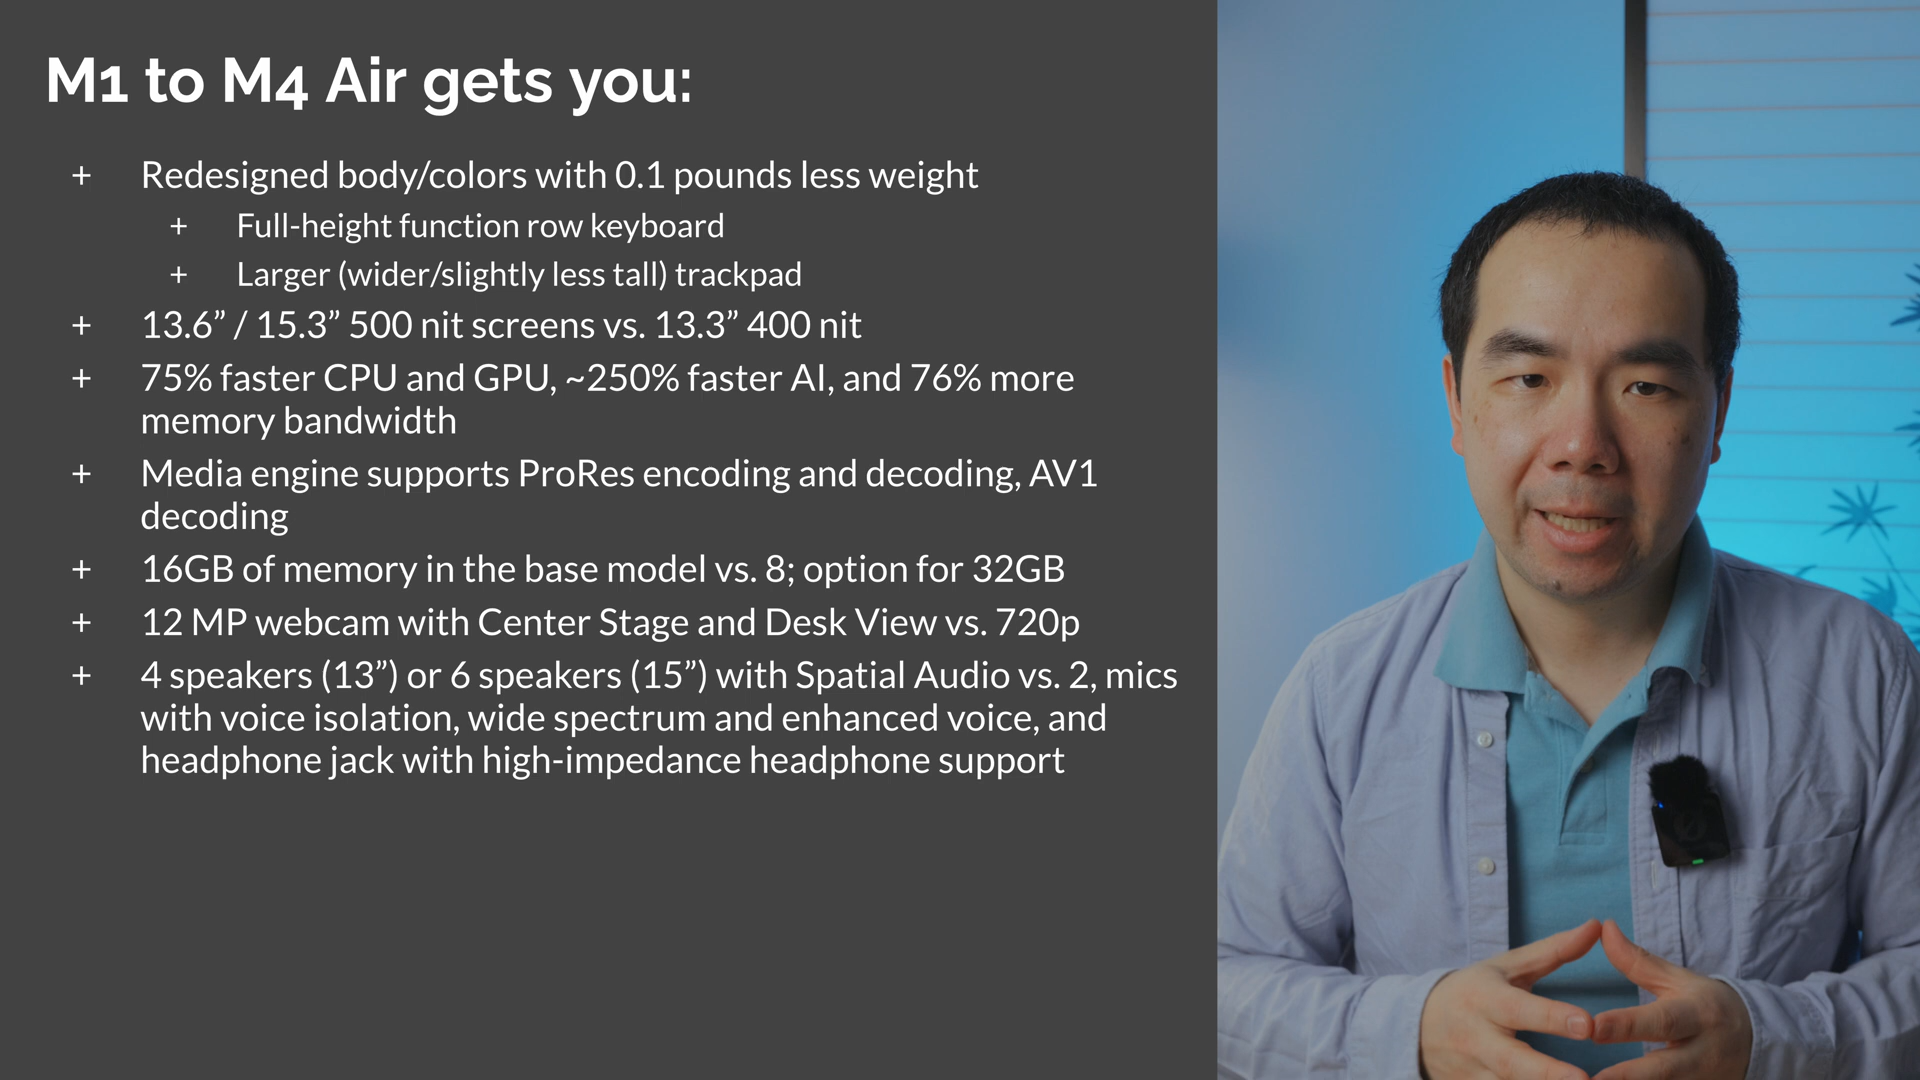 M1 to M4 Air gets you:
+ Redesigned body/colors with 0.1 pounds less weight
+ Full-height function row keyboard
+ Larger (wider/slightly less tall) trackpad
+ 13.6” / 15.3” 500 nit screens vs. 13.3” 400 nit
+ 75% faster CPU and GPU, ~250% faster AI, and 76% more
memory bandwidth
+ Media engine supports ProRes encoding and decoding, AV1
decoding
+ 16GB of memory in the base model vs. 8; option for 32GB
+ 12 MP webcam with Center Stage and Desk View vs. 720p
+ 4 speakers (13”) or 6 speakers (15”) with Spatial Audio vs. 2, mics
with voice isolation, wide spectrum and enhanced voice, and
headphone jack with high-impedance headphone support